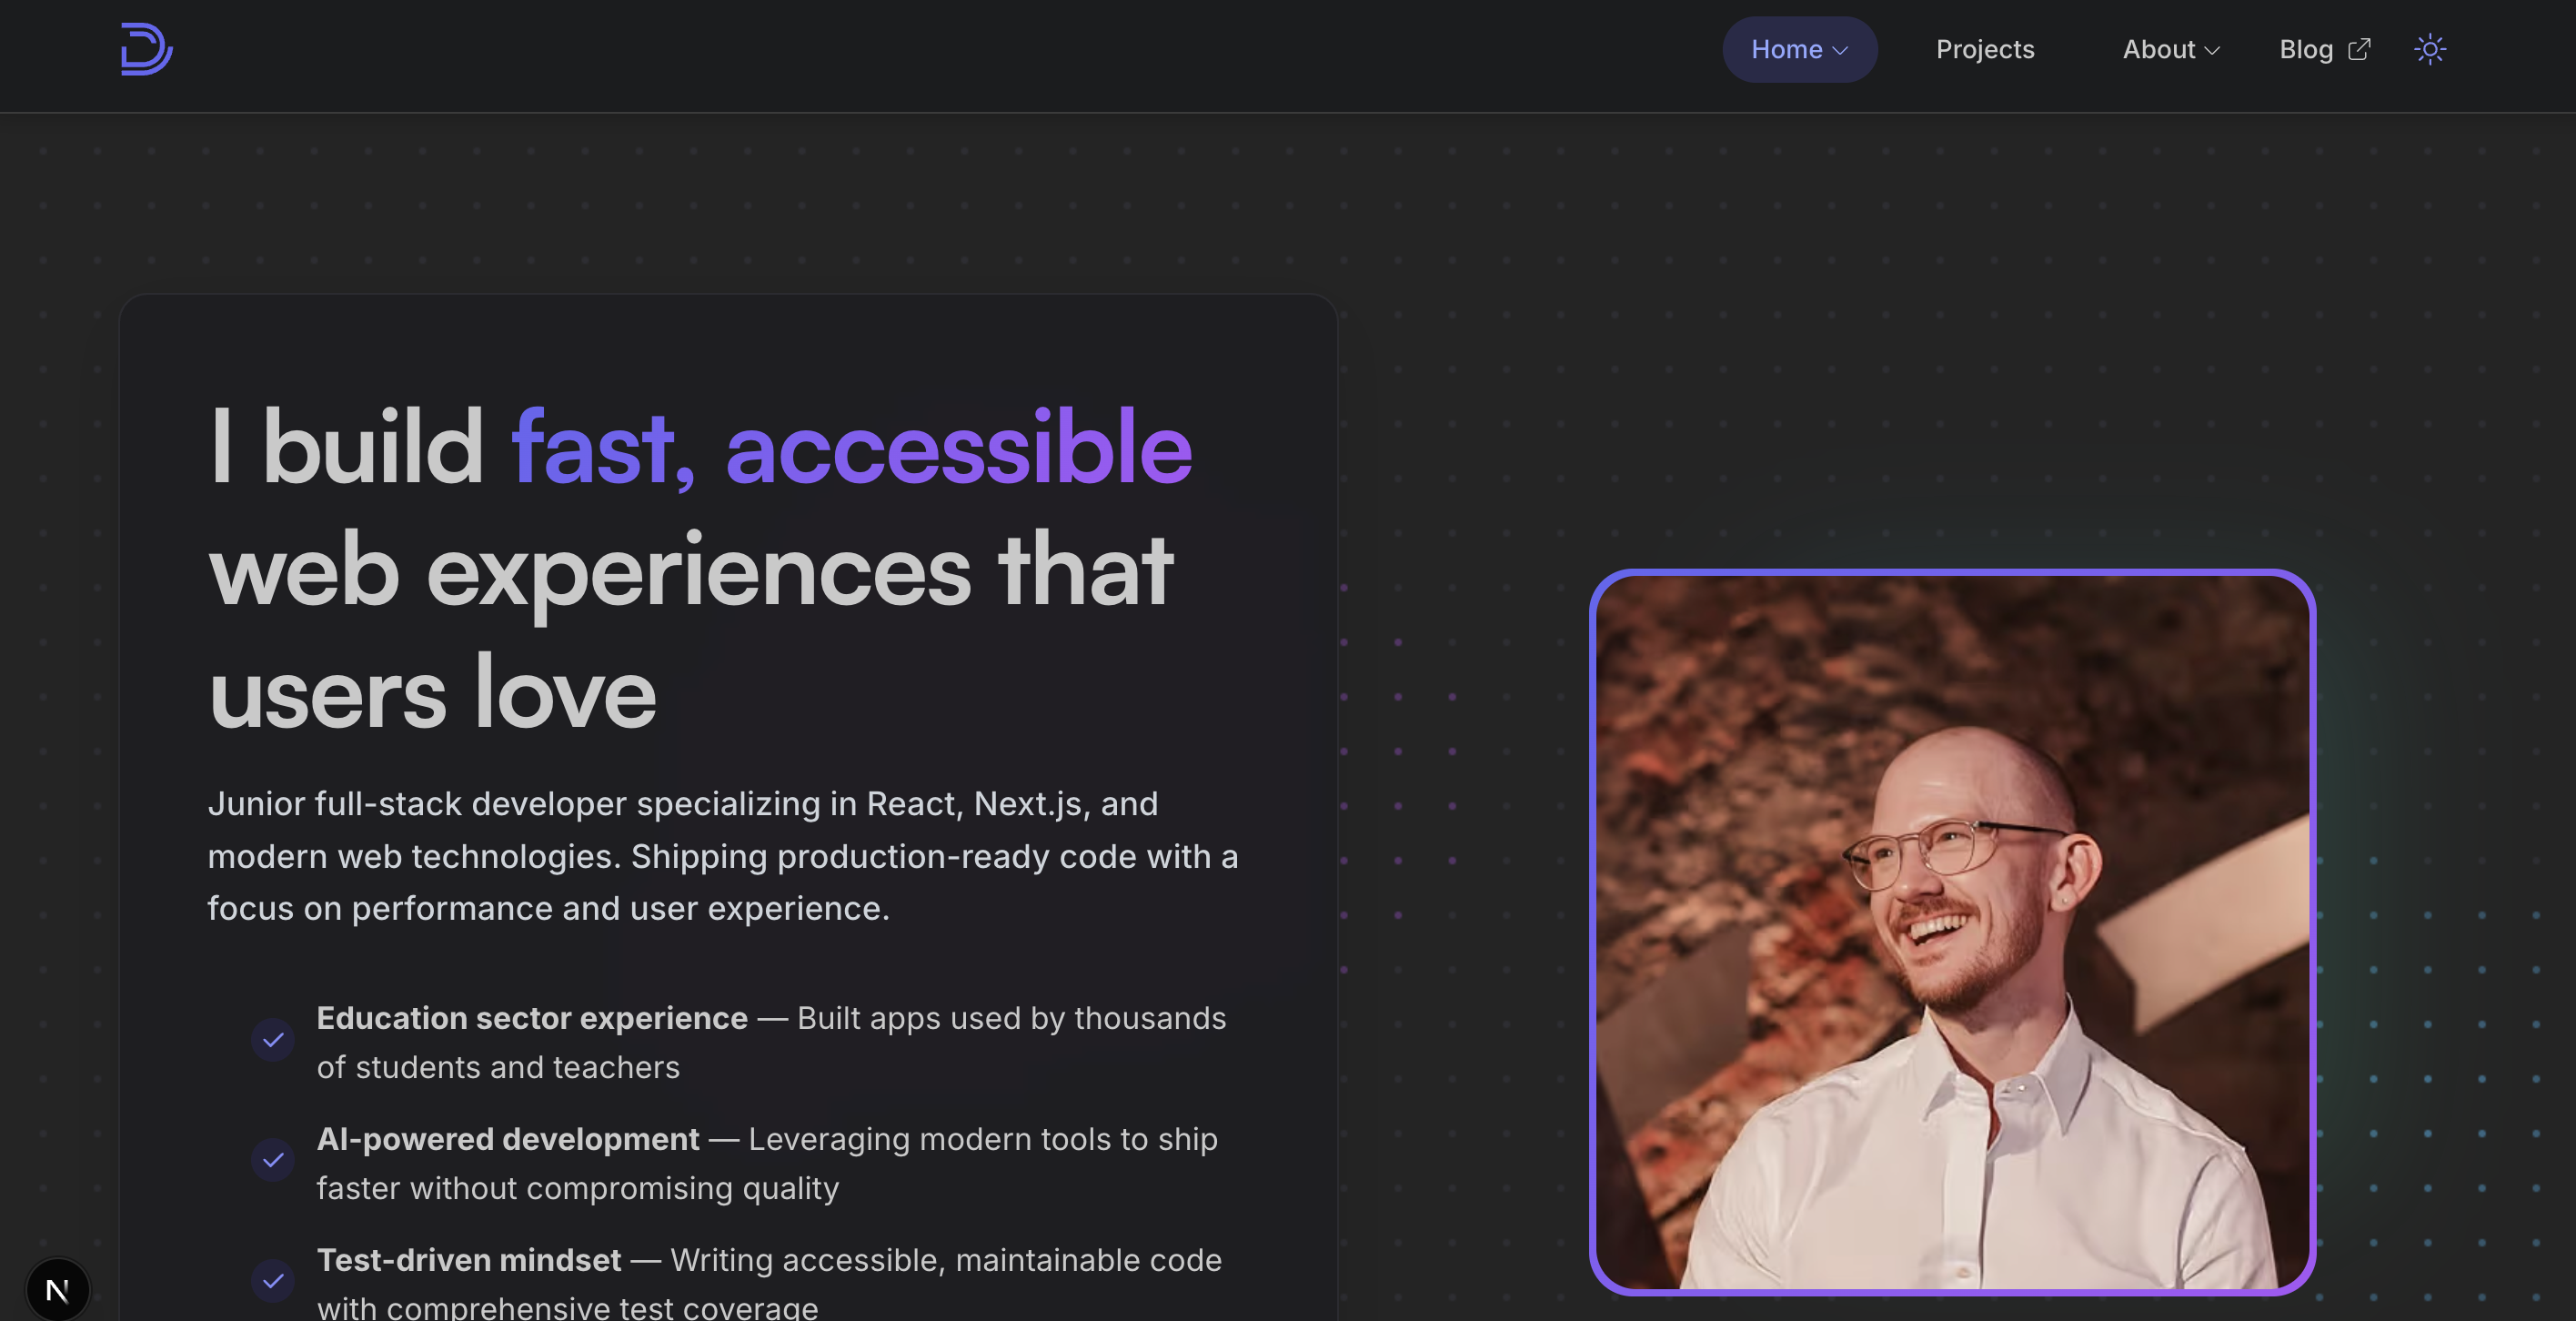 Home
Projects
About
Blog
I build fast, accessible
web experiences that
users love
Junior full-stack developer specializing in React, Next.js, and
modern web technologies. Shipping production-ready code with a
focus on performance and user experience.
Education sector experience — Built apps used by thousands
of students and teachers
AI-powered development — Leveraging modern tools to ship
faster without compromising quality
Test-driven mindset — Writing accessible, maintainable code
with comprehensive test coverage
N